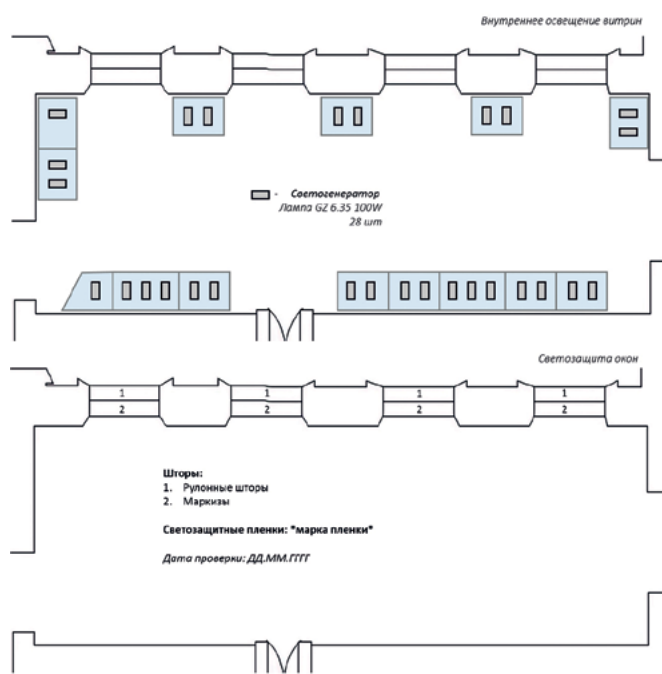 Внутреннее освещение витрин
- Светогенератор
Лампа GZ 6.35 100W
28 шт
Светозащита окон
1 1 1 1
2 2 2 2
Шторы:
1. Рулонные шторы
2. Маркизы
Светозащитные пленки: *марка пленки*
Дата проверки: ДД.ММ.ГГГГ